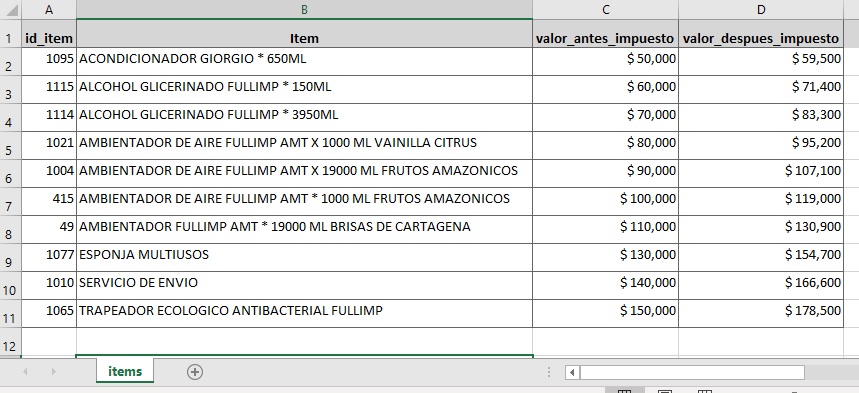 A B C D
1 id_item Item valor_antes_impuesto valor_despues_impuesto
2 1095 ACONDICIONADOR GIORGIO * 650ML $ 50,000 $ 59,500
3 1115 ALCOHOL GLICERINADO FULLIMP * 150ML $ 60,000 $ 71,400
4 1114 ALCOHOL GLICERINADO FULLIMP * 3950ML $ 70,000 $ 83,300
5 1021 AMBIENTADOR DE AIRE FULLIMP AMT X 1000 ML VAINILLA CITRUS $ 80,000 $ 95,200
6 1004 AMBIENTADOR DE AIRE FULLIMP AMT X 19000 ML FRUTOS AMAZONICOS $ 90,000 $ 107,100
7 415 AMBIENTADOR DE AIRE FULLIMP AMT * 1000 ML FRUTOS AMAZONICOS $ 100,000 $ 119,000
8 49 AMBIENTADOR FULLIMP AMT * 19000 ML BRISAS DE CARTAGENA $ 110,000 $ 130,900
9 1077 ESPONJA MULTIUSOS $ 130,000 $ 154,700
10 1010 SERVICIO DE ENVIO $ 140,000 $ 166,600
11 1065 TRAPEADOR ECOLOGICO ANTIBACTERIAL FULLIMP $ 150,000 $ 178,500
12
items